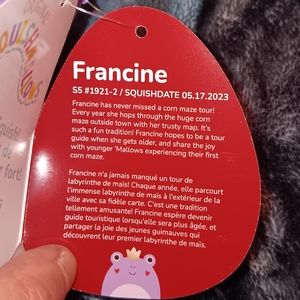 Francine
S5 #1921-2 / SQUISHDATE 05.17.2023
Francine has never missed a corn maze tour!
Every year she hops through the huge corn
maze outside town with her trusty map. It's
such a fun tradition! Francine hopes to be a tour
guide when she gets older, and share the joy
with younger 'Mallows experiencing their first
corn maze.
Francine n'a jamais manqué un tour de
labyrinthe de maïs! Chaque année, elle parcourt
l'immense labyrinthe de maïs à l'extérieur de la
ville avec sa fidèle carte. C'est une tradition
tellement amusante! Francine espère devenir
guide touristique lorsqu'elle sera plus âgée, et
partager la joie des jeunes guimauves qui
découvrent leur premier labyrinthe de maïs.